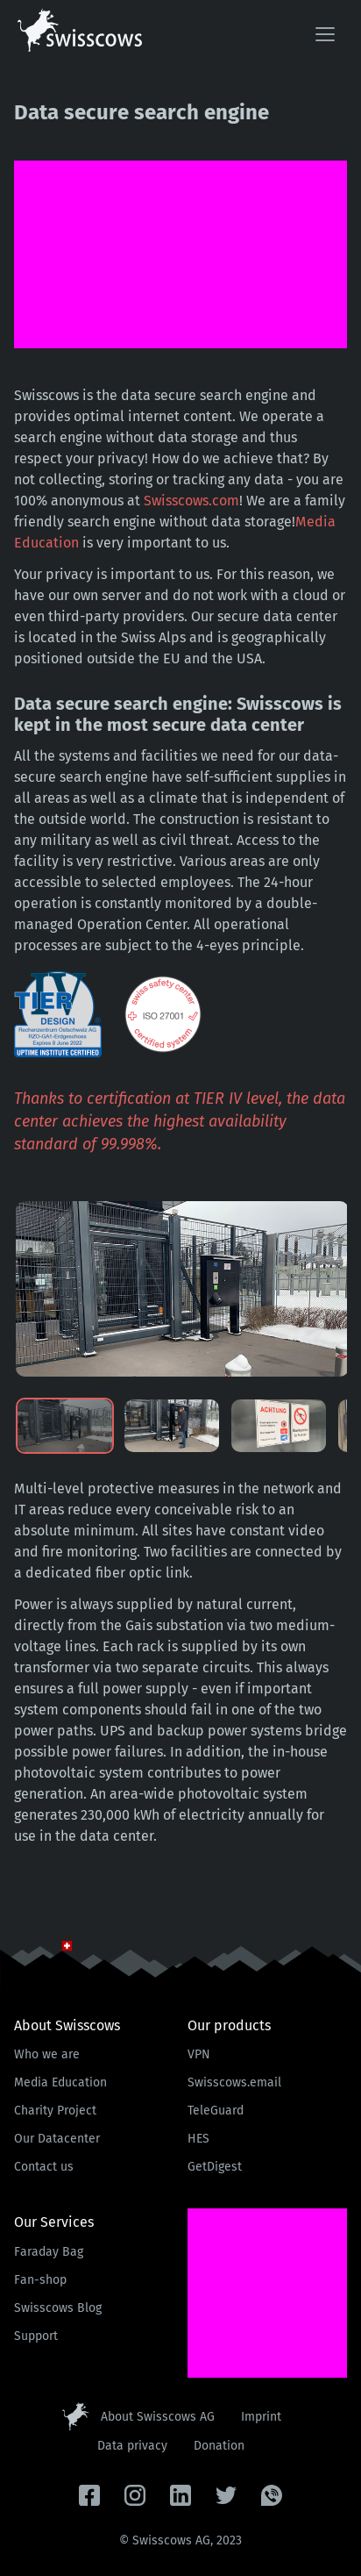 swisscows
Data secure search engine
Swisscows is the data secure search engine and
provides optimal internet content. We operate a
search engine without data storage and thus
respect your privacy! How do we achieve that? By
not collecting, storing or tracking any data - you are
100% anonymous at Swisscows.com! We are a family
friendly search engine without data storage!Media
Education is very important to us.
Your privacy is important to us. For this reason, we
have our own server and do not work with a cloud or
even third-party providers. Our secure data center
is located in the Swiss Alps and is geographically
positioned outside the EU and the USA.
Data secure search engine: Swisscows is
kept in the most secure data center
All the systems and facilities we need for our data-
secure search engine have self-sufficient supplies in
all areas as well as a climate that is independent of
the outside world. The construction is resistant to
any military as well as civil threat. Access to the
facility is very restrictive. Various areas are only
accessible to selected employees. The 24-hour
operation is constantly monitored by a double-
managed Operation Center. All operational
processes are subject to the 4-eyes principle.
TIER IV
DESIGN
Rechenzentrum Ostschweiz AG
RZO-GA1-Erdgeschoss
Expires 8 June 2022
UPTIME INSTITUTE CERTIFIED
swiss safety center
ISO 27001
certified system
Thanks to certification at TIER IV level, the data
center achieves the highest availability
standard of 99.998%.
ACHTUNG
Multi-level protective measures in the network and
IT areas reduce every conceivable risk to an
absolute minimum. All sites have constant video
and fire monitoring. Two facilities are connected by
a dedicated fiber optic link.
Power is always supplied by natural current,
directly from the Gais substation via two medium-
voltage lines. Each rack is supplied by its own
transformer via two separate circuits. This always
ensures a full power supply - even if important
system components should fail in one of the two
power paths. UPS and backup power systems bridge
possible power failures. In addition, the in-house
photovoltaic system contributes to power
generation. An area-wide photovoltaic system
generates 230,000 kWh of electricity annually for
use in the data center.
About Swisscows
Who we are
Media Education
Charity Project
Our Datacenter
Contact us
Our products
VPN
Swisscows.email
TeleGuard
HES
GetDigest
Our Services
Faraday Bag
Fan-shop
Swisscows Blog
Support
About Swisscows AG Imprint
Data privacy Donation
© Swisscows AG, 2023